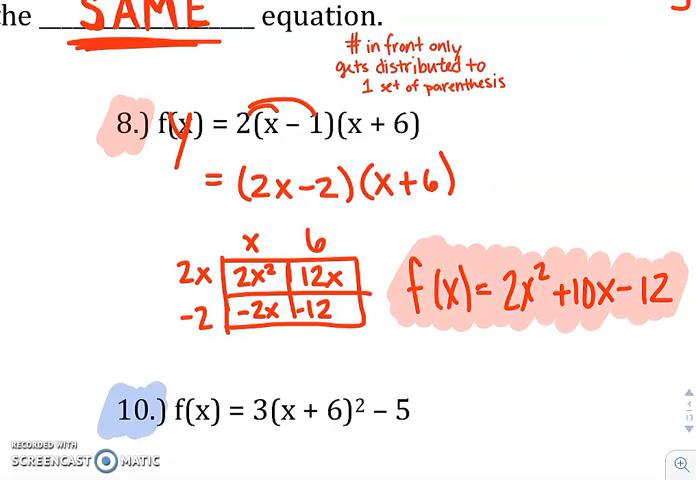 the SAME equation.
# in front only
gets distributed to
1 set of parenthesis
8.) f(x) = 2(x – 1)(x + 6)
y
= (2x-2)(x+6)
x 6
2x 2x² 12x
-2 -2x -12
f(x)= 2x²+10x-12
10.) f(x) = 3(x + 6)² – 5
4
13
RECORDED WITH
SCREENCAST MATIC